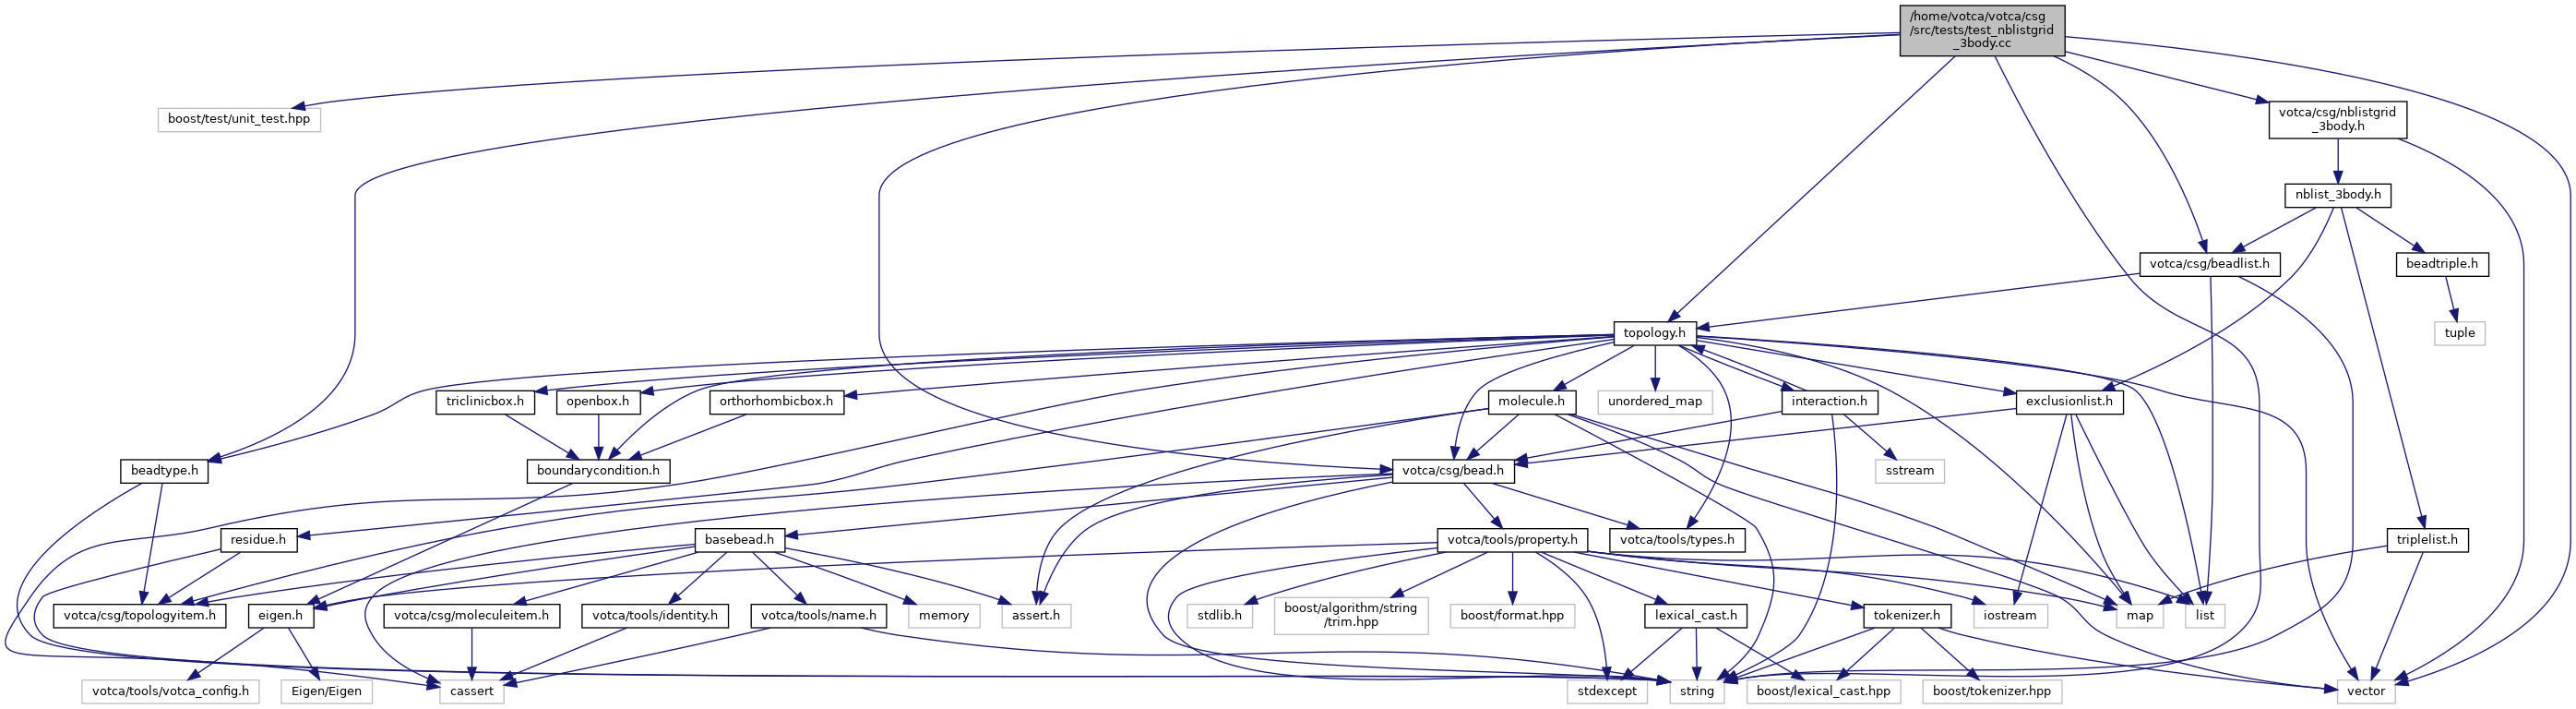 /home/votca/votca/csg
/src/tests/test_nblistgrid
_3body.cc
boost/test/unit_test.hpp
votca/csg/nblistgrid
_3body.h
nblist_3body.h
votca/csg/beadlist.h
beadtriple.h
topology.h
tuple
triclinicbox.h
openbox.h
orthorhombicbox.h
molecule.h
unordered_map
interaction.h
exclusionlist.h
beadtype.h
boundarycondition.h
votca/csg/bead.h
sstream
residue.h
basebead.h
votca/tools/property.h
votca/tools/types.h
triplelist.h
votca/csg/topologyitem.h
eigen.h
votca/csg/moleculeitem.h
votca/tools/identity.h
votca/tools/name.h
memory
assert.h
stdlib.h
boost/algorithm/string
/trim.hpp
boost/format.hpp
lexical_cast.h
tokenizer.h
iostream
map
list
votca/tools/votca_config.h
Eigen/Eigen
cassert
stdexcept
string
boost/lexical_cast.hpp
boost/tokenizer.hpp
vector